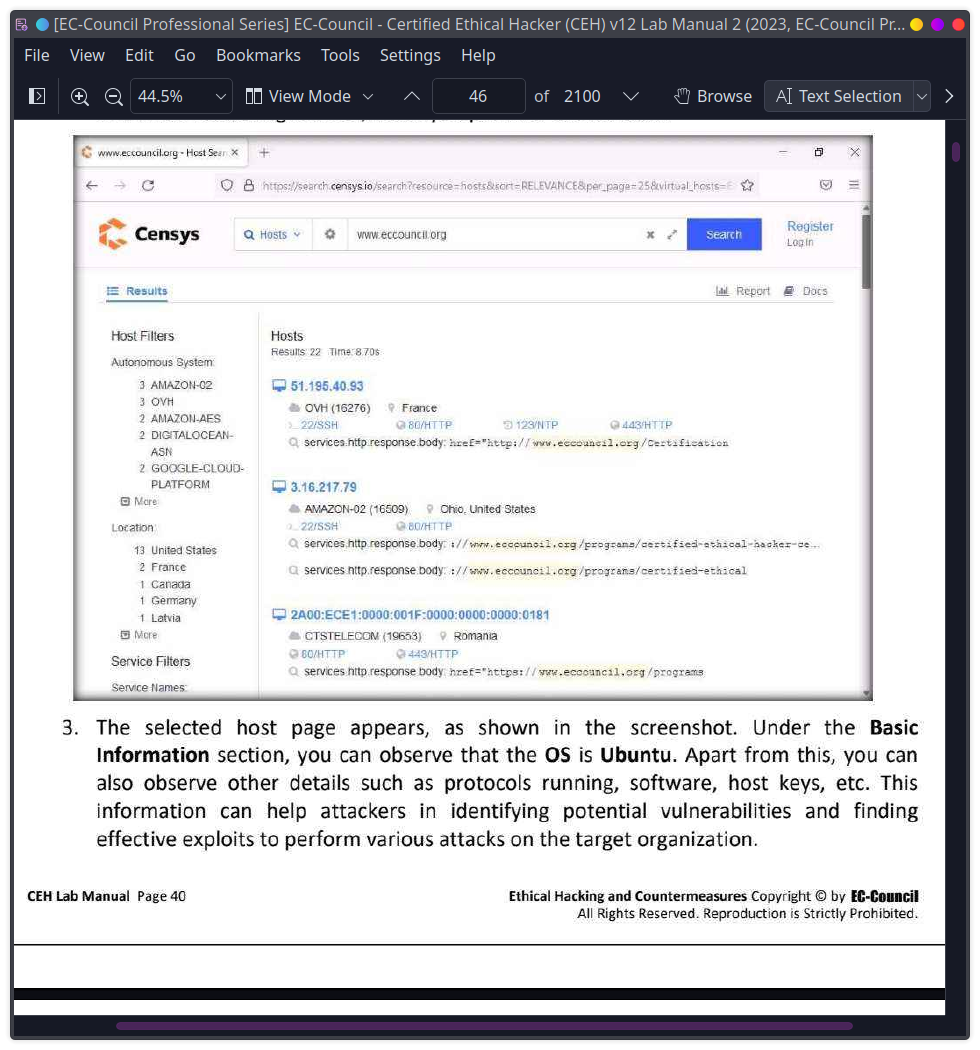 [EC-Council Professional Series] EC-Council - Certified Ethical Hacker (CEH) v12 Lab Manual 2 (2023, EC-Council Pr...
File View Edit Go Bookmarks Tools Settings Help
44.5% View Mode 46 of 2100 Browse Text Selection
www.eccouncil.org - Host Sear
https://search.censys.io/search?resource=hosts&sort=RELEVANCE&per_page=25&virtual_hosts=E
Censys Hosts www.eccouncil.org Search Register
Log In
Results Report Docs
Host Filters
Autonomous System:
3 AMAZON-02
3 OVH
2 AMAZON-AES
2 DIGITALOCEAN-
ASN
2 GOOGLE-CLOUD-
PLATFORM
More
Location:
13 United States
2 France
1 Canada
1 Germany
1 Latvia
More
Service Filters
Service Names:
Hosts
Results: 22 Time: 8.70s
51.195.40.93
OVH (16276) France
22/SSH 80/HTTP 123/NTP 443/HTTP
services.http.response.body: href="http://www.eccouncil.org/Certification
3.16.217.79
AMAZON-02 (16509) Ohio, United States
22/SSH 80/HTTP
services.http.response.body: ://www.eccouncil.org/programs/certified-ethical-hacker-ce...
services.http.response.body: ://www.eccouncil.org/programs/certified-ethical
2A00:ECE1:0000:001F:0000:0000:0000:0181
CTSTELECOM (19653) Romania
80/HTTP 443/HTTP
services.http.response.body: href="https://www.eccouncil.org/programs
3. The selected host page appears, as shown in the screenshot. Under the Basic
Information section, you can observe that the OS is Ubuntu. Apart from this, you can
also observe other details such as protocols running, software, host keys, etc. This
information can help attackers in identifying potential vulnerabilities and finding
effective exploits to perform various attacks on the target organization.
CEH Lab Manual Page 40
Ethical Hacking and Countermeasures Copyright © by EC-Council
All Rights Reserved. Reproduction is Strictly Prohibited.